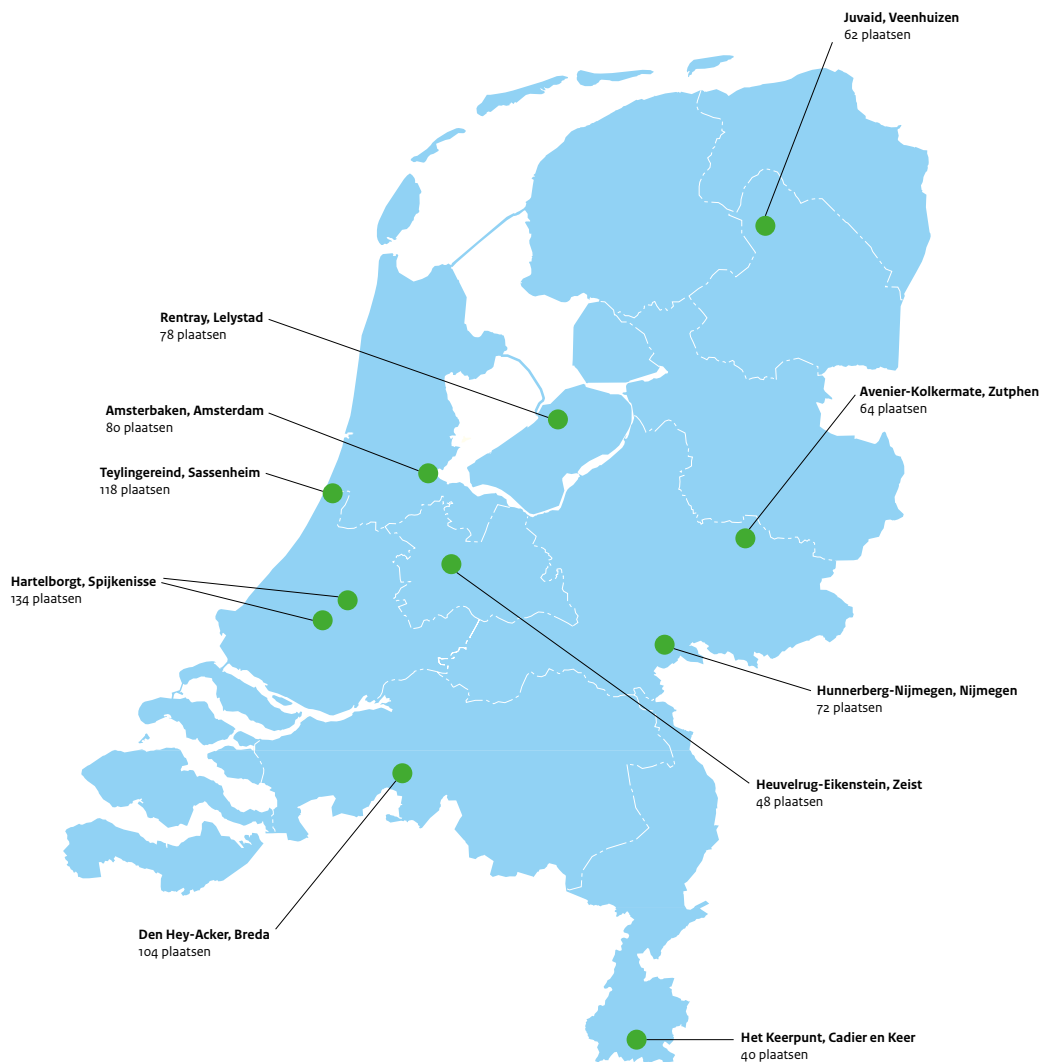 Juvaid, Veenhuizen
62 plaatsen
Rentray, Lelystad
78 plaatsen
Avenier-Kolkermate, Zutphen
64 plaatsen
Amsterbaken, Amsterdam
80 plaatsen
Teylingereind, Sassenheim
118 plaatsen
Hartelborgt, Spijkenisse
134 plaatsen
Hunnerberg-Nijmegen, Nijmegen
72 plaatsen
Heuvelrug-Eikenstein, Zeist
48 plaatsen
Den Hey-Acker, Breda
104 plaatsen
Het Keerpunt, Cadier en Keer
40 plaatsen